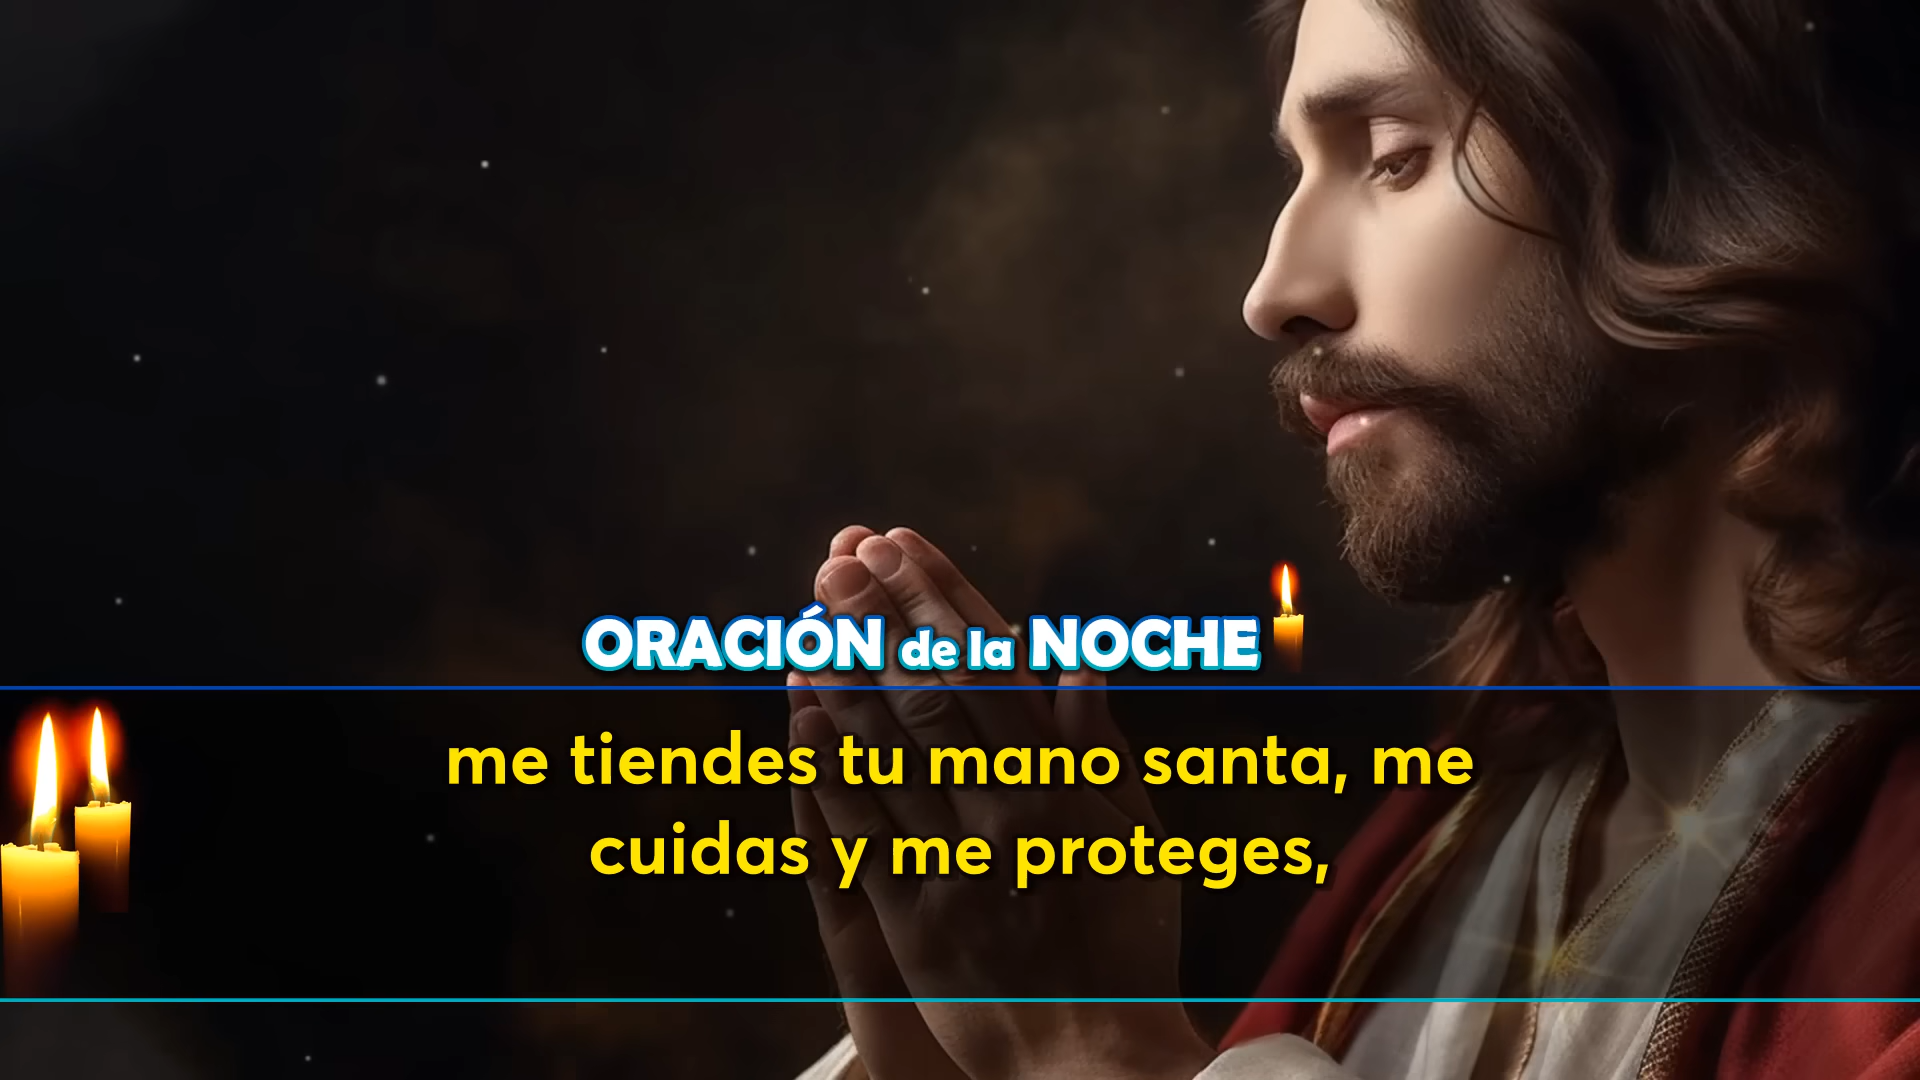 ORACIÓN de la NOCHE
me tiendes tu mano santa, me
cuidas y me proteges,